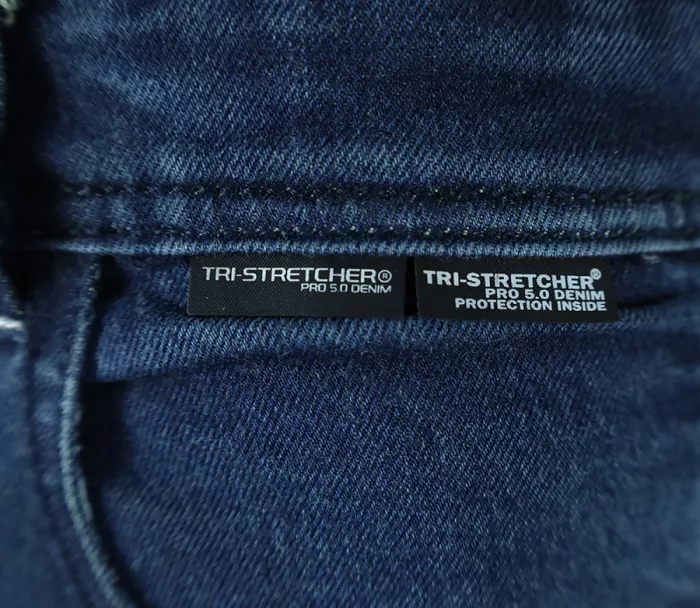 TRI-STRETCHER®
PRO 5.0 DENIM
TRI-STRETCHER®
PRO 5.0 DENIM
PROTECTION INSIDE